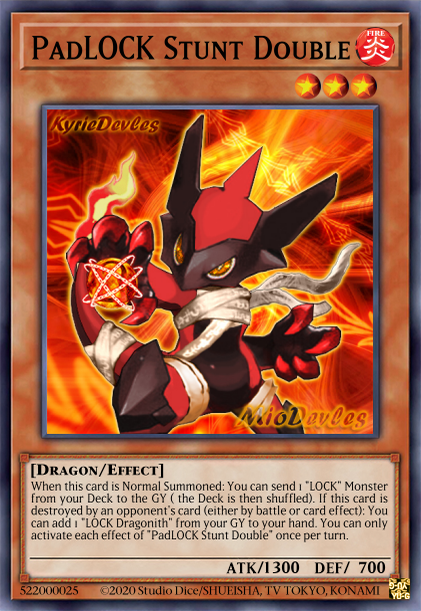 PadLOCK Stunt Double
FIRE
炎
KyrieDevLes
MioDevLes
[Dragon/Effect]
When this card is Normal Summoned: You can send 1 "LOCK" Monster
from your Deck to the GY ( the Deck is then shuffled). If this card is
destroyed by an opponent's card (either by battle or card effect): You
can add 1 "LOCK Dragonith" from your GY to your hand. You can only
activate each effect of "PadLOCK Stunt Double" once per turn.
ATK/1300 DEF/ 700
522000025 ©2020 Studio Dice/SHUEISHA, TV TOKYO, KONAMI